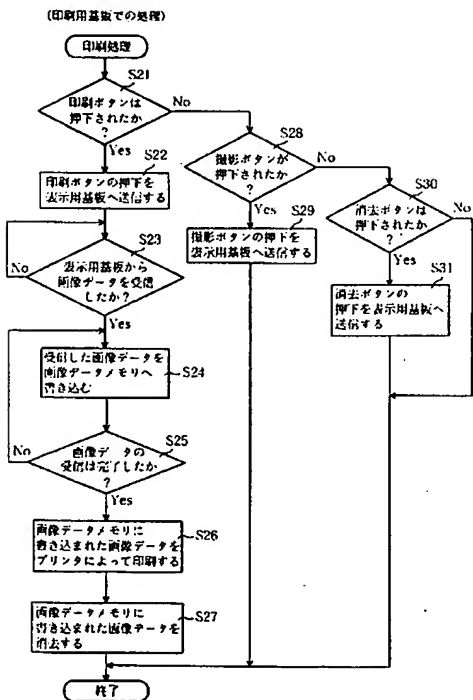 (印刷用基板での処理)
印刷処理
S21
印刷ボタンは
押下されたか
?
No
Yes
S22
印刷ボタンの押下を
表示用基板へ送信する
S23
表示用基板から
画像データを受信
したか?
No
Yes
受信した画像データを
画像データメモリへ
書き込む
S24
S25
画像データの
受信は完了したか
?
No
Yes
画像データメモリに
書き込まれた画像データを
プリンタによって印刷する
S26
画像データメモリに
書き込まれた画像データを
消去する
S27
終了
S28
撮影ボタンが
押下されたか
?
No
Yes
S29
撮影ボタンの押下を
表示用基板へ送信する
S30
消去ボタンは
押下されたか
?
No
Yes
S31
消去ボタンの
押下を表示用基板へ
送信する